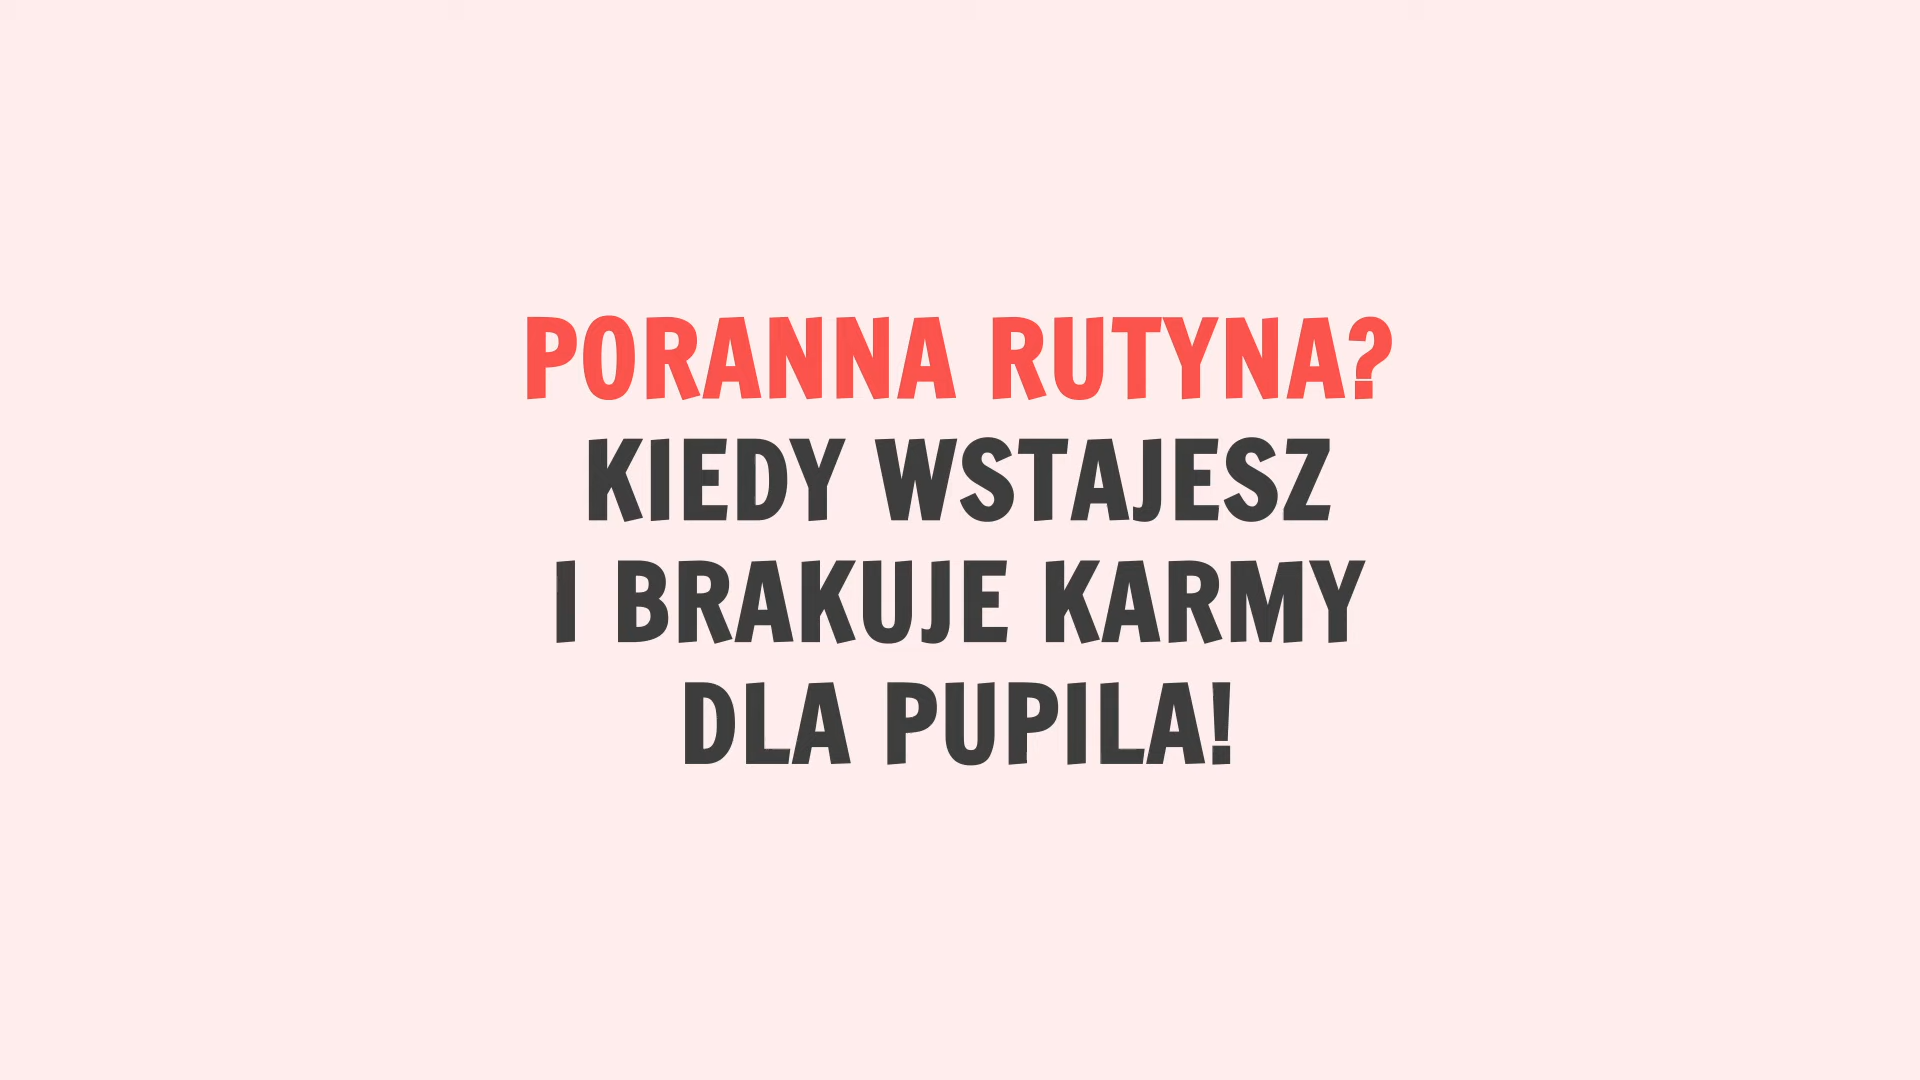 PORANNA RUTYNA?
KIEDY WSTAJESZ
I BRAKUJE KARMY
DLA PUPILA!